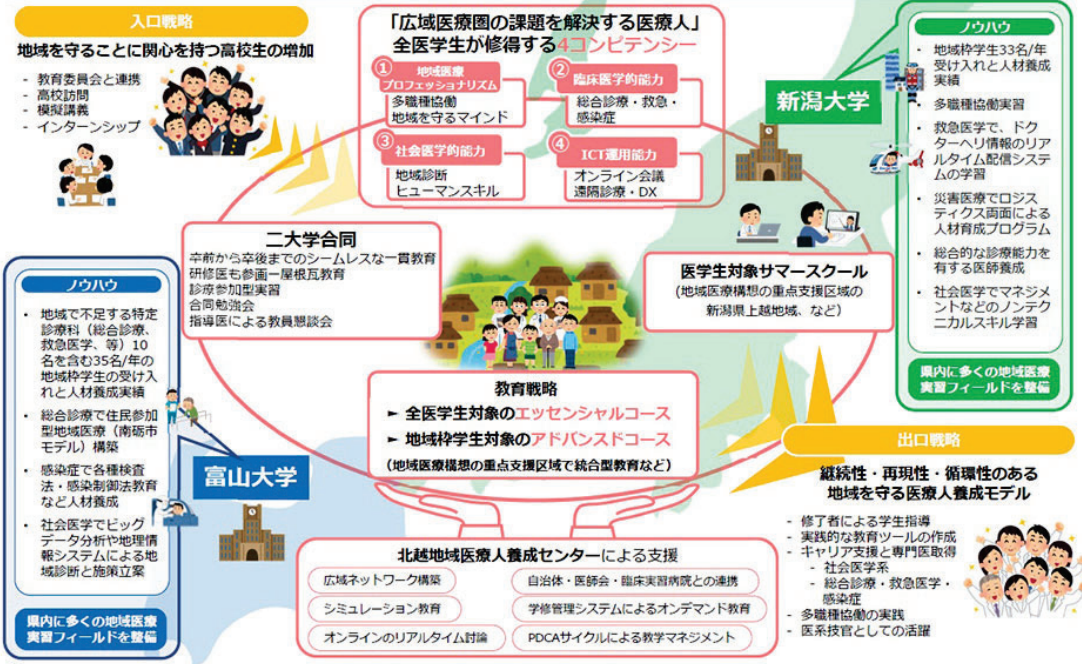 入口戦略
地域を守ることに関心を持つ高校生の増加
- 教育委員会と連携
- 高校訪問
- 模擬講義
- インターンシップ
「広域医療圏の課題を解決する医療人」
全医学生が修得する4コンピテンシー
① 地域医療
プロフェッショナリズム
多職種協働
地域を守るマインド
② 臨床医学的能力
総合診療・救急・
感染症
③ 社会医学的能力
地域診断
ヒューマンスキル
④ ICT運用能力
オンライン会議
遠隔診療・DX
新潟大学
ノウハウ
• 地域枠学生33名/年
受け入れと人材養成
実績
• 多職種協働実習
• 救急医学で、ドク
ターヘリ情報のリア
ルタイム配信システ
ムの学習
• 災害医療でロジス
ティクス両面による
人材育成プログラム
• 総合的な診療能力を
有する医師養成
• 社会医学でマネジメ
ントなどのノンテク
ニカルスキル学習
県内に多くの地域医療
実習フィールドを整備
二大学合同
卒前から卒後までのシームレスな一貫教育
研修医も参画ー屋根瓦教育
診療参加型実習
合同勉強会
指導医による教員懇談会
医学生対象サマースクール
(地域医療構想の重点支援区域の
新潟県上越地域、など)
ノウハウ
• 地域で不足する特定
診療科（総合診療、
救急医学、等）10
名を含む35名/年の
地域枠学生の受け入
れと人材養成実績
• 総合診療で住民参加
型地域医療（南砺市
モデル）構築
• 感染症で各種検査
法・感染制御法教育
など人材養成
• 社会医学でビッグ
データ分析や地理情
報システムによる地
域診断と施策立案
県内に多くの地域医療
実習フィールドを整備
富山大学
教育戦略
► 全医学生対象のエッセンシャルコース
► 地域枠学生対象のアドバンスドコース
(地域医療構想の重点支援区域で統合型教育など)
出口戦略
継続性・再現性・循環性のある
地域を守る医療人養成モデル
- 修了者による学生指導
- 実践的な教育ツールの作成
- キャリア支援と専門医取得
- 社会医学系
- 総合診療・救急医学・
感染症
- 多職種協働の実践
- 医系技官としての活躍
北越地域医療人養成センターによる支援
広域ネットワーク構築
自治体・医師会・臨床実習病院との連携
シミュレーション教育
学修管理システムによるオンデマンド教育
オンラインのリアルタイム討論
PDCAサイクルによる教学マネジメント